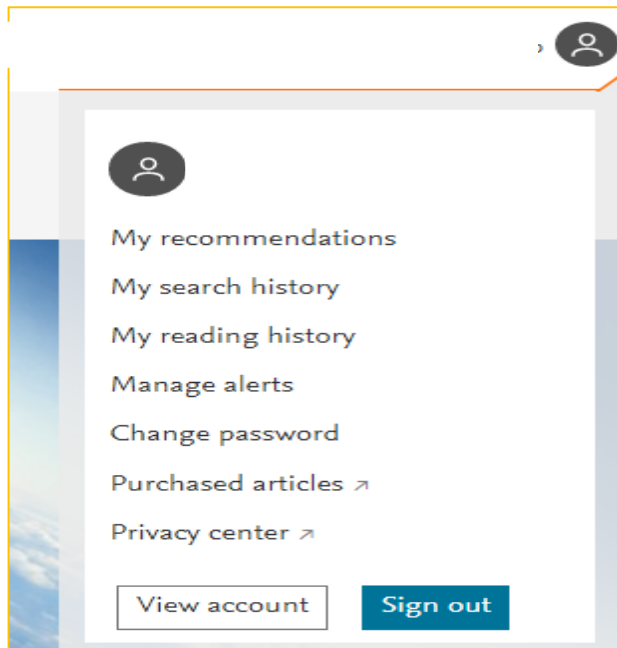 My recommendations
My search history
My reading history
Manage alerts
Change password
Purchased articles ↗
Privacy center ↗
View account
Sign out